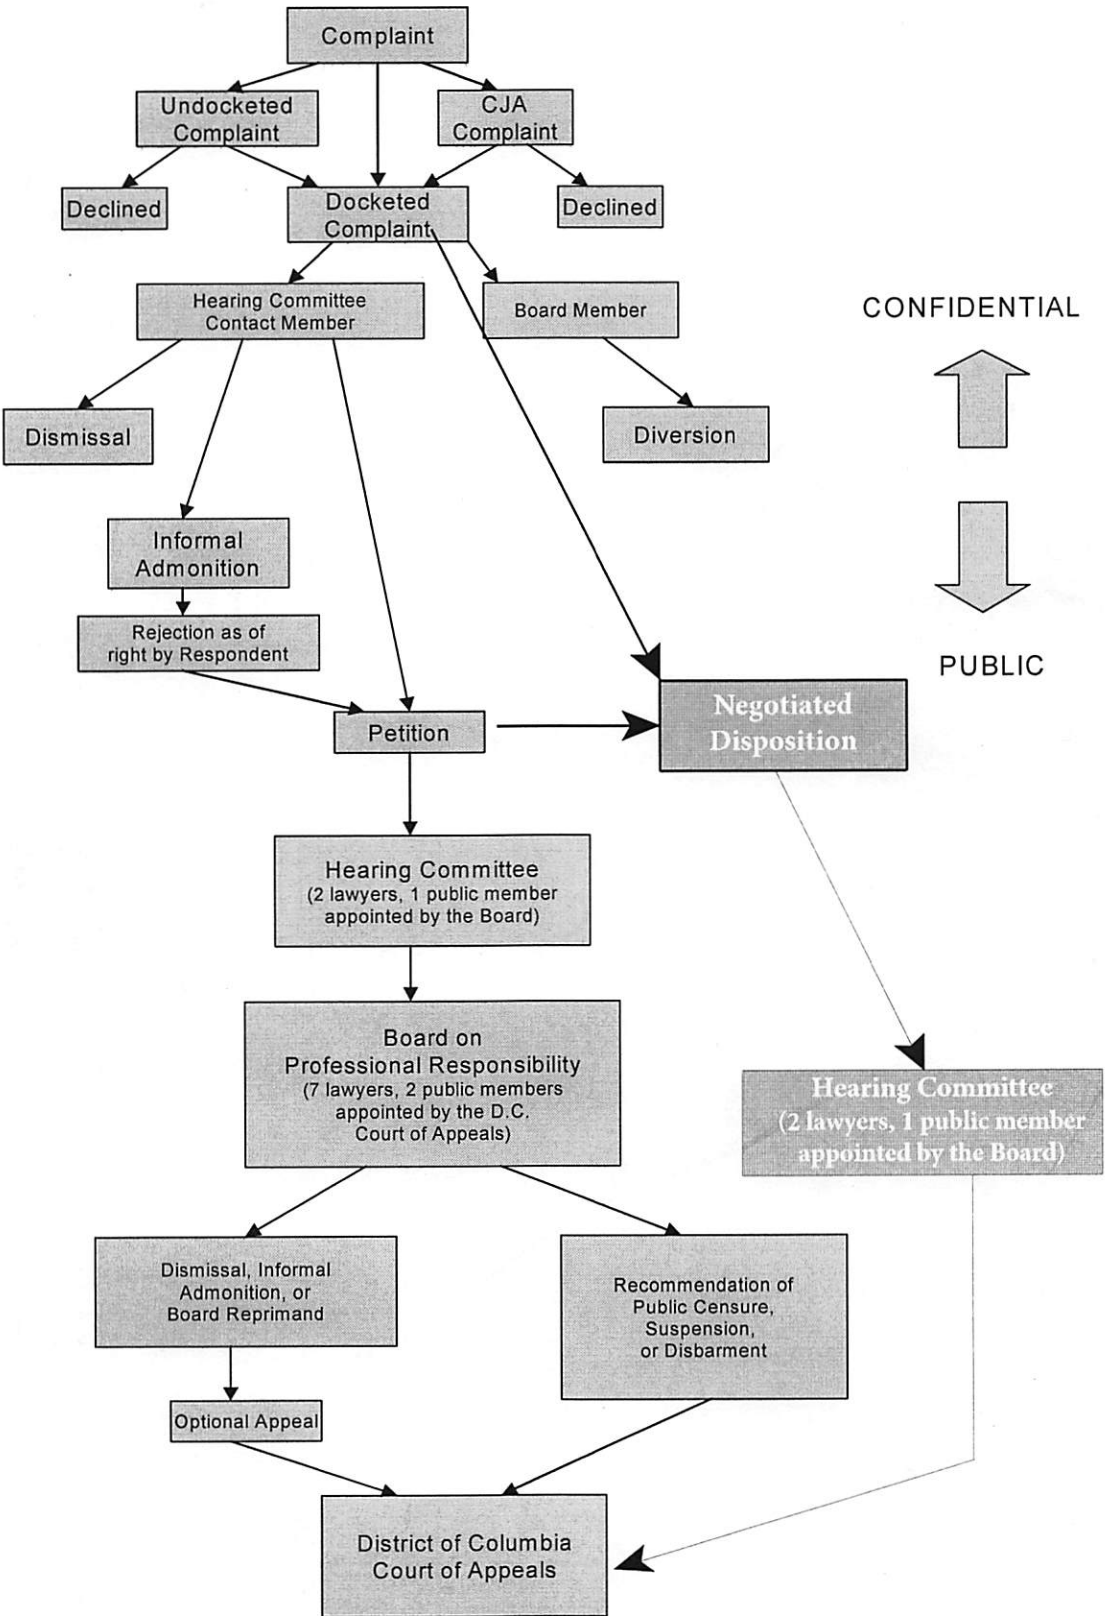 Complaint
Undocketed
Complaint
CJA
Complaint
Declined
Docketed
Complaint
Declined
Hearing Committee
Contact Member
Board Member
CONFIDENTIAL
Dismissal
Diversion
Informal
Admonition
Rejection as of
right by Respondent
PUBLIC
Petition
Negotiated
Disposition
Hearing Committee
(2 lawyers, 1 public member
appointed by the Board)
Board on
Professional Responsibility
(7 lawyers, 2 public members
appointed by the D.C.
Court of Appeals)
Hearing Committee
(2 lawyers, 1 public member
appointed by the Board)
Dismissal, Informal
Admonition, or
Board Reprimand
Recommendation of
Public Censure,
Suspension,
or Disbarment
Optional Appeal
District of Columbia
Court of Appeals